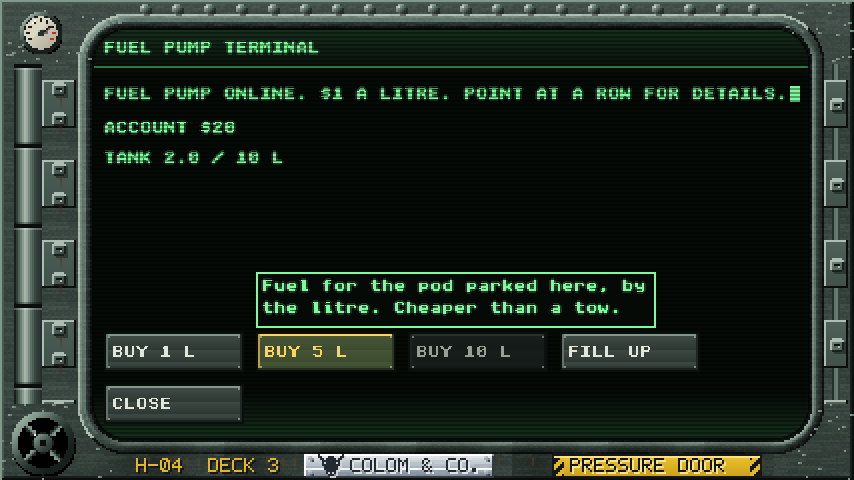 FUEL PUMP TERMINAL
FUEL PUMP ONLINE. $1 A LITRE. POINT AT A ROW FOR DETAILS.
ACCOUNT $20
TANK 2.0 / 10 L
Fuel for the pod parked here, by
the litre. Cheaper than a tow.
BUY 1 L
BUY 5 L
BUY 10 L
FILL UP
CLOSE
H-04 DECK 3 COLOM & CO. PRESSURE DOOR